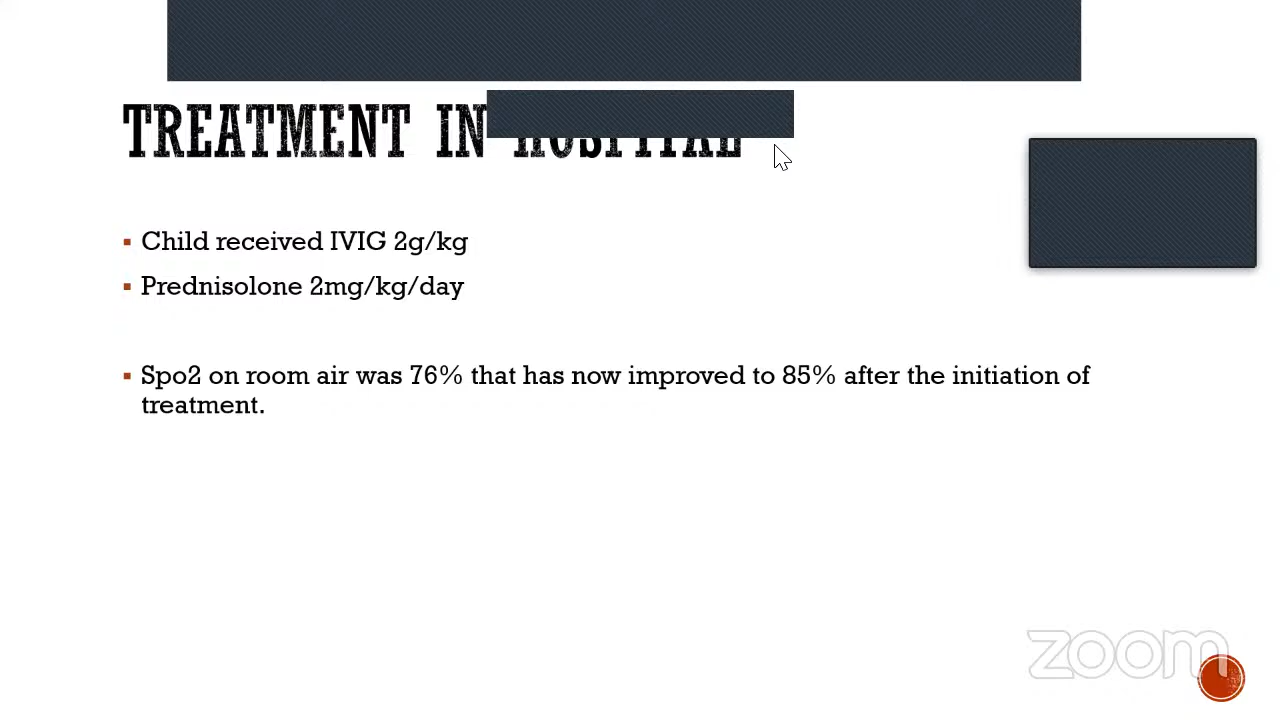 TREATMENT IN HOSPITAL
Child received IVIG 2g/kg
Prednisolone 2mg/kg/day
Spo2 on room air was 76% that has now improved to 85% after the initiation of
treatment.
zoom